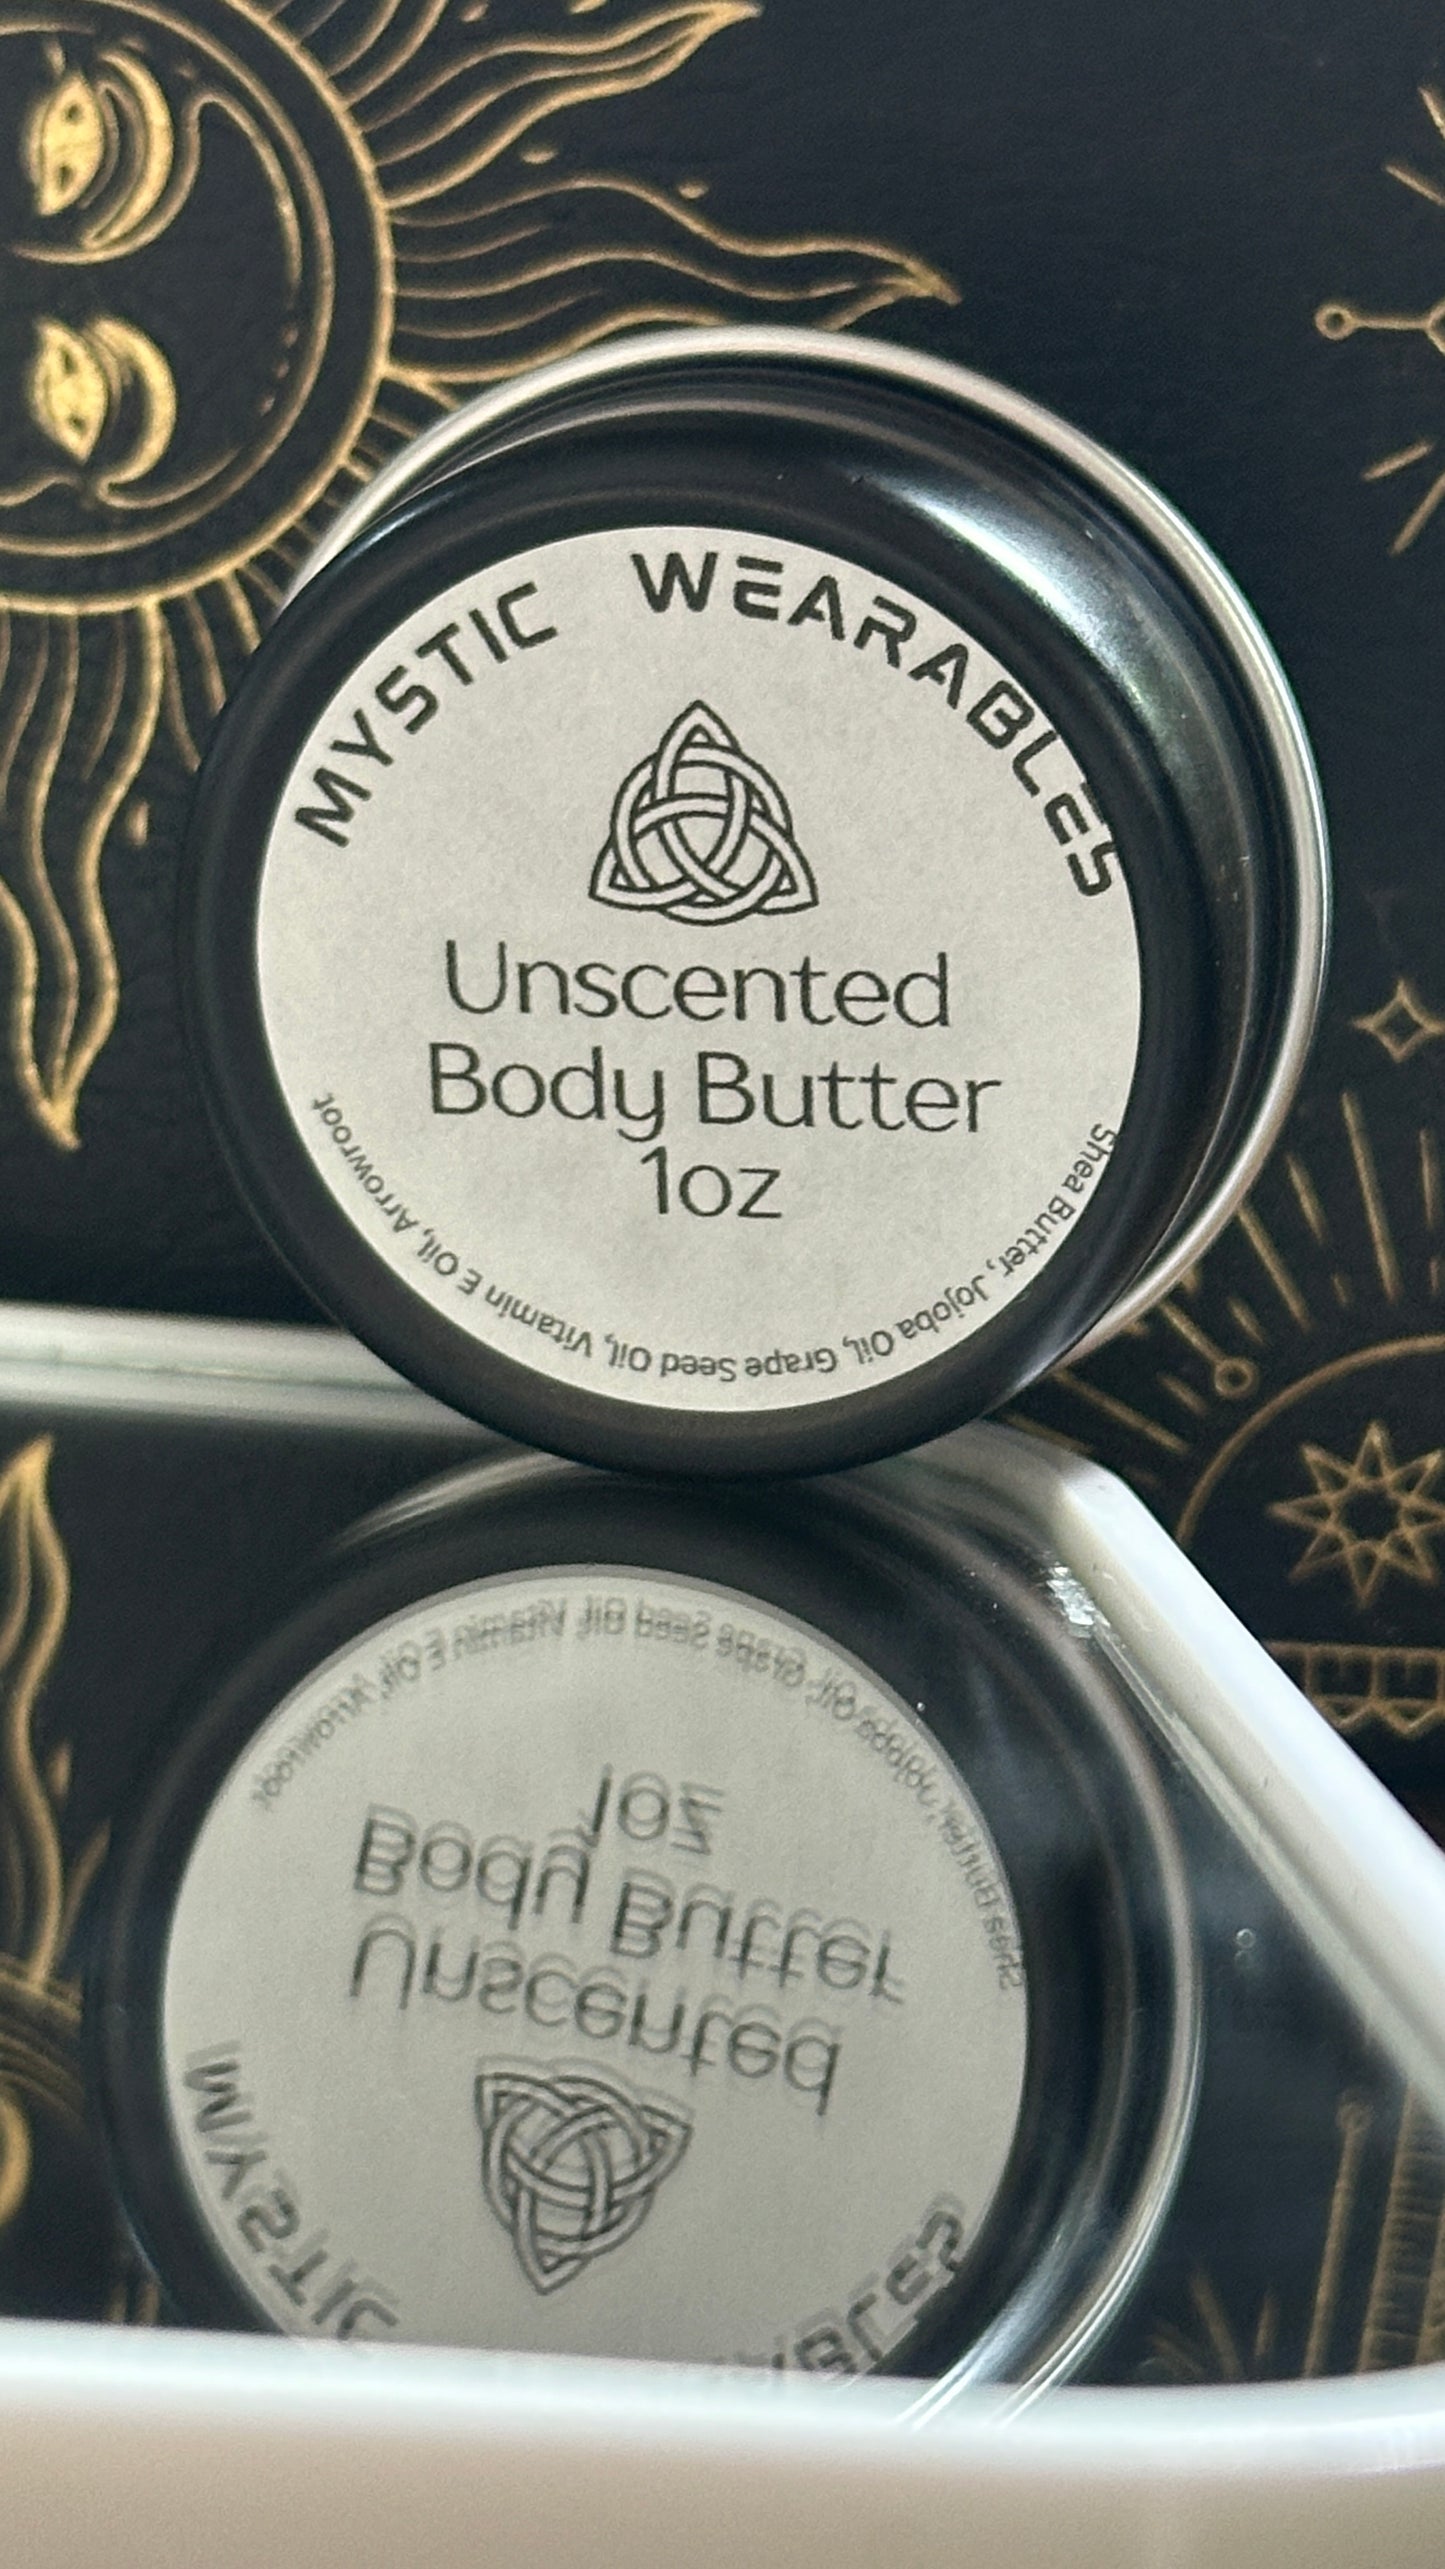 MYSTIC WEARABLES
Unscented
Body Butter
1oz
Shea Butter, Jojoba Oil, Grape Seed Oil, Vitamin E Oil, Arrowroot